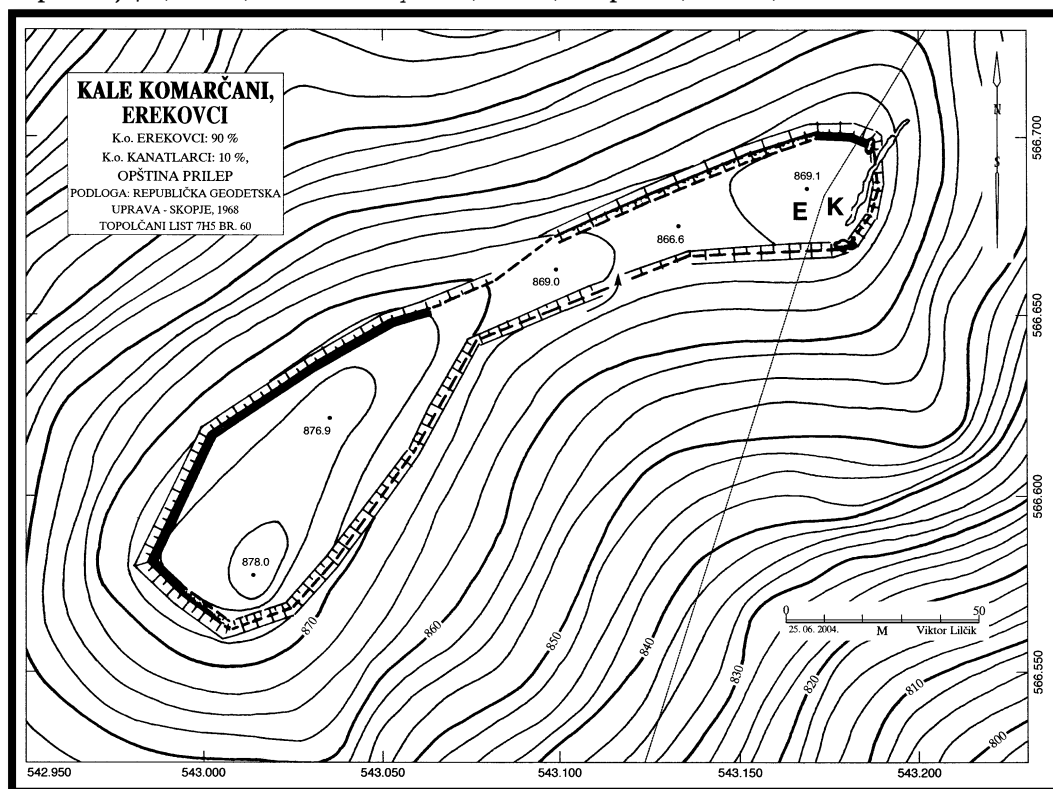 KALE KOMARČANI,
EREKOVCI
K.o. EREKOVCI: 90 %
K.o. KANATLARCI: 10 %,
OPŠTINA PRILEP
PODLOGA: REPUBLIČKA GEODETSKA
UPRAVA - SKOPJE, 1968
TOPOLČANI LIST 7H5 BR. 60
N
S
566.700
869.1
E K
866.6
869.0
566.650
876.9
566.600
878.0
870
860
850
840
830
820
810
800
0 50
25. 06. 2004. M Viktor Lilčik
566.550
542.950 543.000 543.050 543.100 543.150 543.200